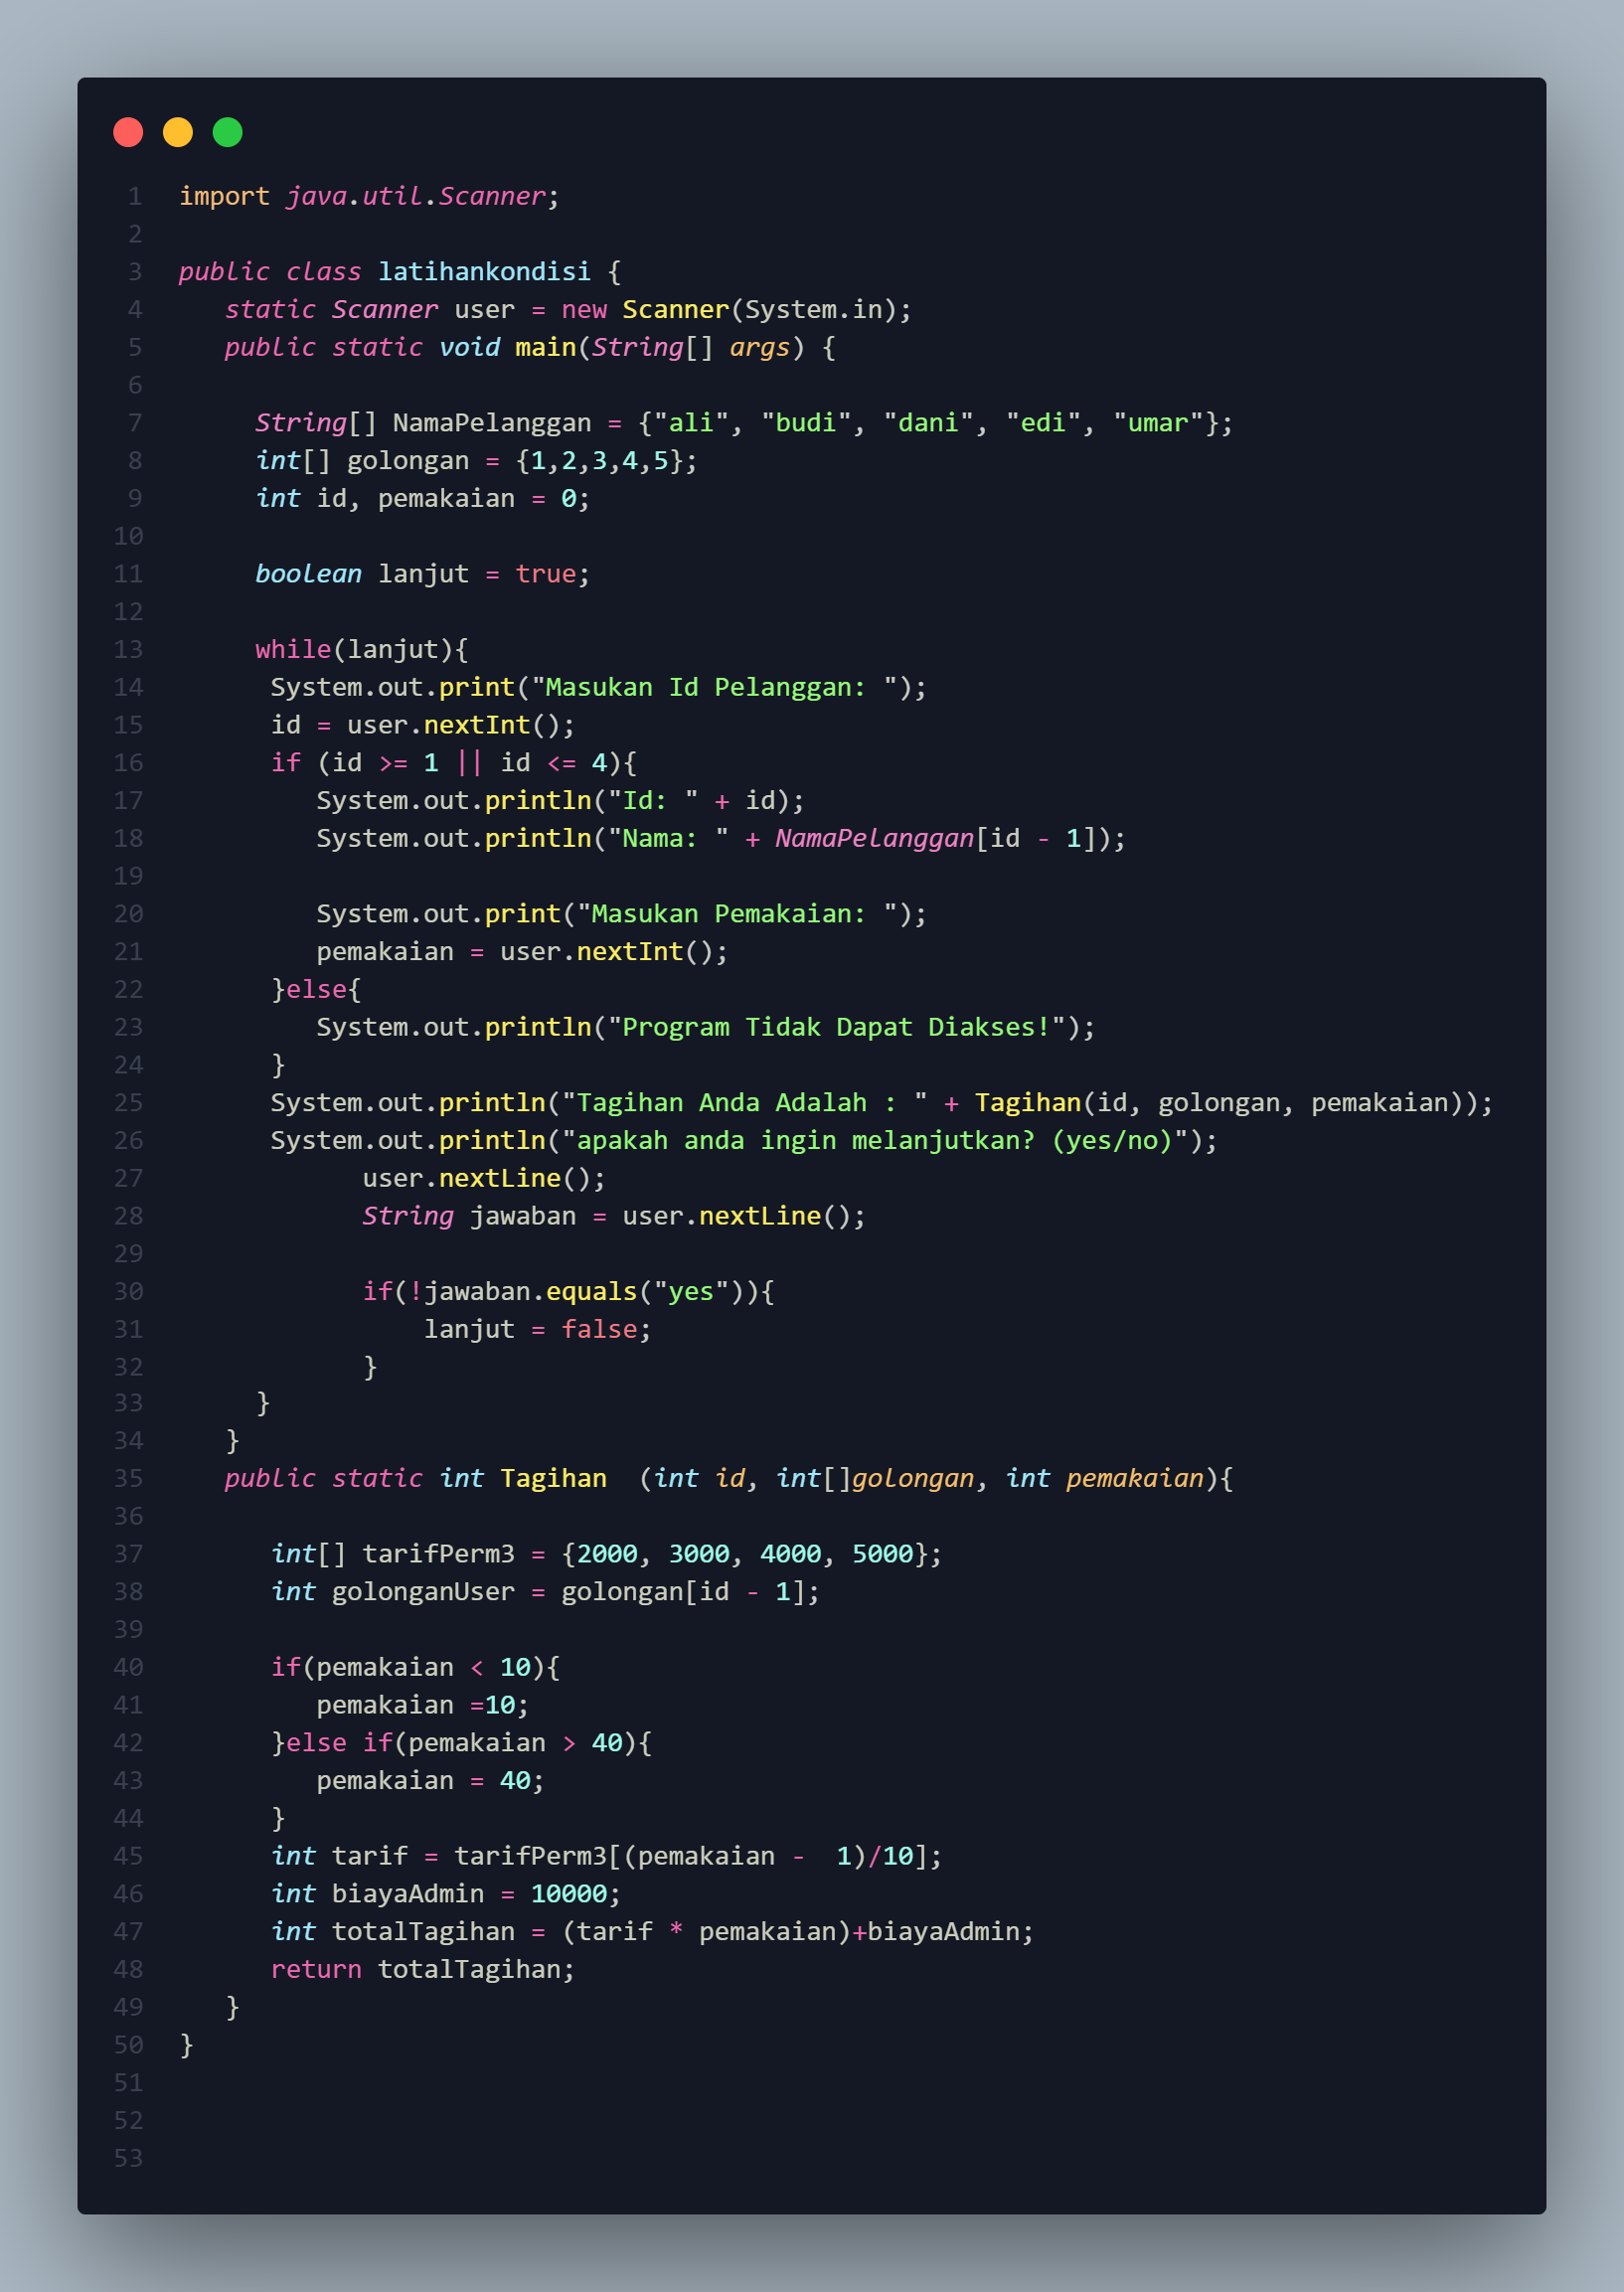 1 import java.util.Scanner;
2
3 public class latihankondisi {
4    static Scanner user = new Scanner(System.in);
5    public static void main(String[] args) {
6
7      String[] NamaPelanggan = {"ali", "budi", "dani", "edi", "umar"};
8      int[] golongan = {1,2,3,4,5};
9      int id, pemakaian = 0;
10
11      boolean lanjut = true;
12
13      while(lanjut){
14       System.out.print("Masukan Id Pelanggan: ");
15       id = user.nextInt();
16       if (id >= 1 || id <= 4){
17          System.out.println("Id: " + id);
18          System.out.println("Nama: " + NamaPelanggan[id - 1]);
19
20          System.out.print("Masukan Pemakaian: ");
21          pemakaian = user.nextInt();
22       }else{
23          System.out.println("Program Tidak Dapat Diakses!");
24       }
25       System.out.println("Tagihan Anda Adalah : " + Tagihan(id, golongan, pemakaian));
26       System.out.println("apakah anda ingin melanjutkan? (yes/no)");
27             user.nextLine();
28             String jawaban = user.nextLine();
29
30             if(!jawaban.equals("yes")){
31                 lanjut = false;
32             }
33      }
34    }
35    public static int Tagihan  (int id, int[]golongan, int pemakaian){
36
37       int[] tarifPerm3 = {2000, 3000, 4000, 5000};
38       int golonganUser = golongan[id - 1];
39
40       if(pemakaian < 10){
41          pemakaian =10;
42       }else if(pemakaian > 40){
43          pemakaian = 40;
44       }
45       int tarif = tarifPerm3[(pemakaian -  1)/10];
46       int biayaAdmin = 10000;
47       int totalTagihan = (tarif * pemakaian)+biayaAdmin;
48       return totalTagihan;
49    }
50 }
51
52
53